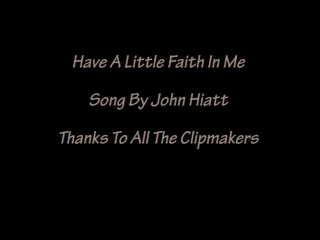 Have A Little Faith In Me
Song By John Hiatt
Thanks To All The Clipmakers